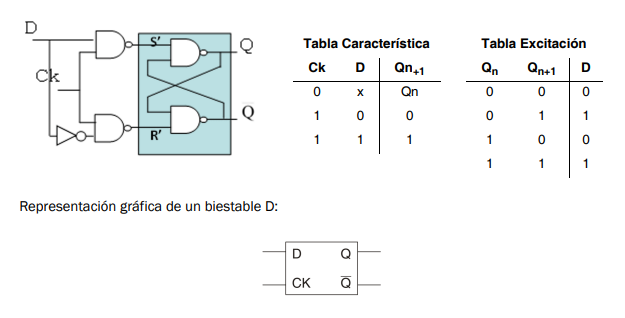 D
Ck
S'
R'
Q
Q
Tabla Característica
Ck D Qn+1
0 x Qn
1 0 0
1 1 1
Tabla Excitación
Qn Qn+1 D
0 0 0
0 1 1
1 0 0
1 1 1
Representación gráfica de un biestable D:
D Q
CK Q̅